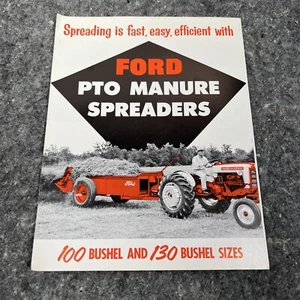 Spreading is fast, easy, efficient with
FORD
PTO MANURE
SPREADERS
Ford
100 BUSHEL AND 130 BUSHEL SIZES